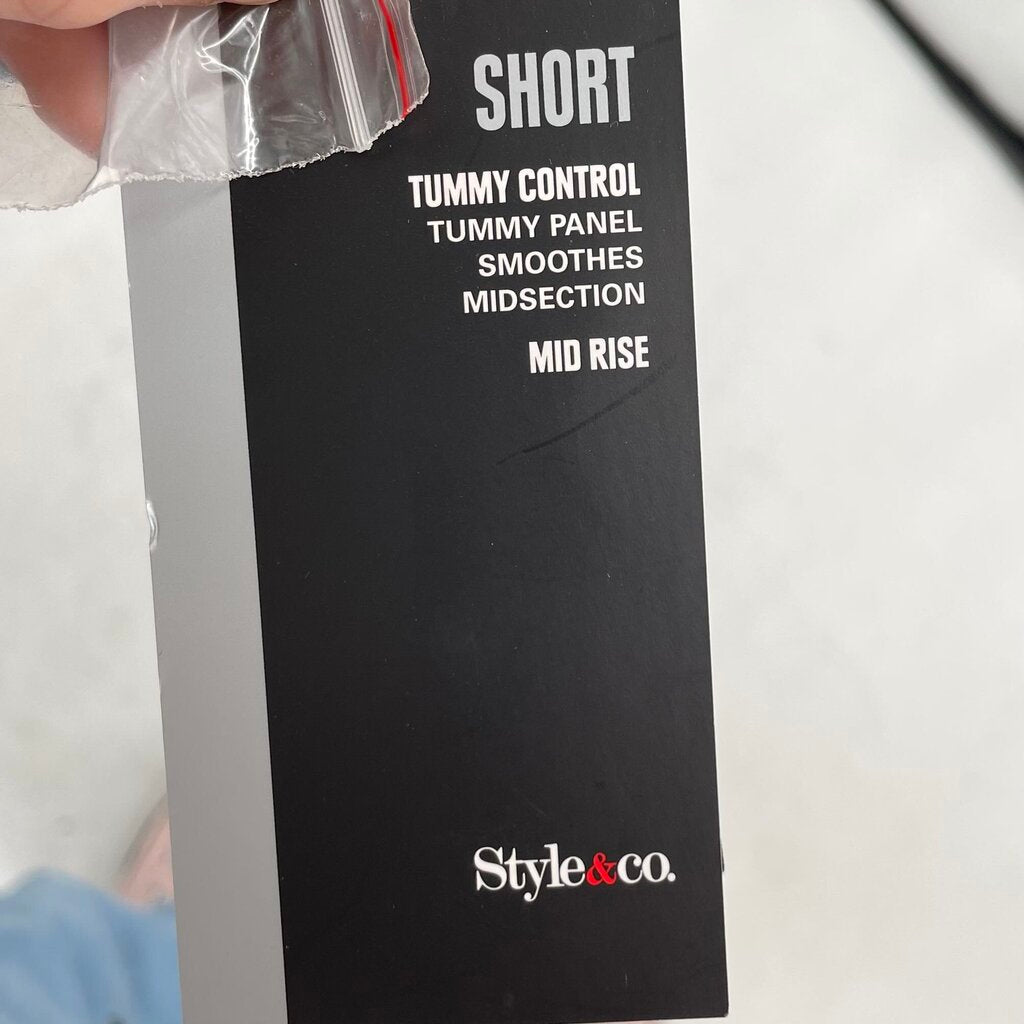 SHORT
TUMMY CONTROL
TUMMY PANEL
SMOOTHES
MIDSECTION
MID RISE
Style&co.